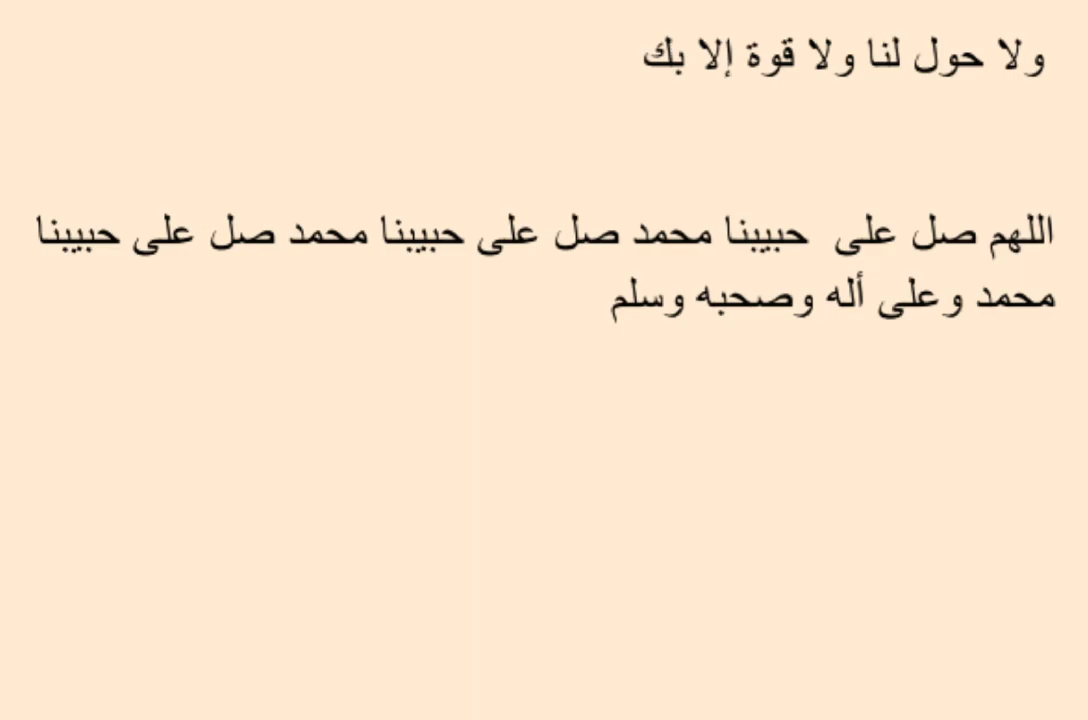 ولا حول لنا ولا قوة إلا بك
اللهم صل على حبيبنا محمد صل على حبيبنا محمد صل على حبيبنا
محمد وعلى أله وصحبه وسلم